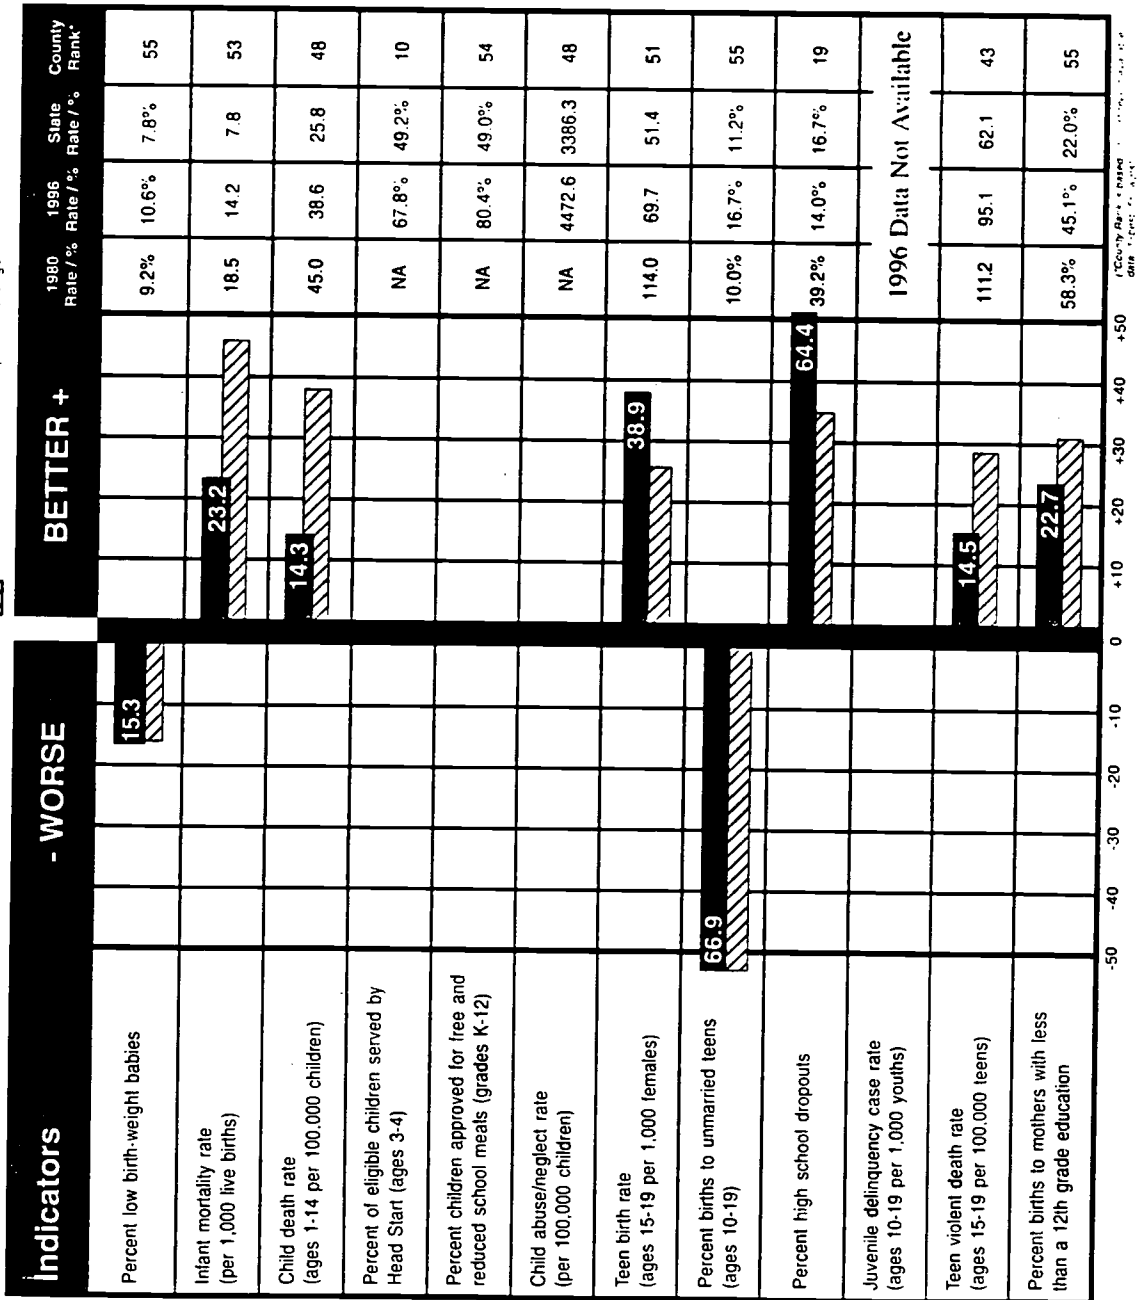 Indicators
- WORSE
BETTER +
1980
Rate / %
1996
Rate / %
State
Rate / %
County
Rank*
Percent low birth-weight babies
15.3
9.2%
10.6%
7.8%
55
Infant mortality rate
(per 1,000 live births)
23.2
18.5
14.2
7.8
53
Child death rate
(ages 1-14 per 100,000 children)
14.3
45.0
38.6
25.8
48
Percent of eligible children served by
Head Start (ages 3-4)
NA
67.8%
49.2%
10
Percent children approved for free and
reduced school meals (grades K-12)
NA
80.4%
49.0%
54
Child abuse/neglect rate
(per 100,000 children)
NA
4472.6
3386.3
48
Teen birth rate
(ages 15-19 per 1,000 females)
38.9
114.0
69.7
51.4
51
Percent births to unmarried teens
(ages 10-19)
66.9
10.0%
16.7%
11.2%
55
Percent high school dropouts
64.4
39.2%
14.0%
16.7%
19
Juvenile delinquency case rate
(ages 10-19 per 1,000 youths)
1996 Data Not Available
Teen violent death rate
(ages 15-19 per 100,000 teens)
14.5
111.2
95.1
62.1
43
Percent births to mothers with less
than a 12th grade education
22.7
58.3%
45.1%
22.0%
55
-50 -40 -30 -20 -10 0 +10 +20 +30 +40 +50
(*County Rank is based
data